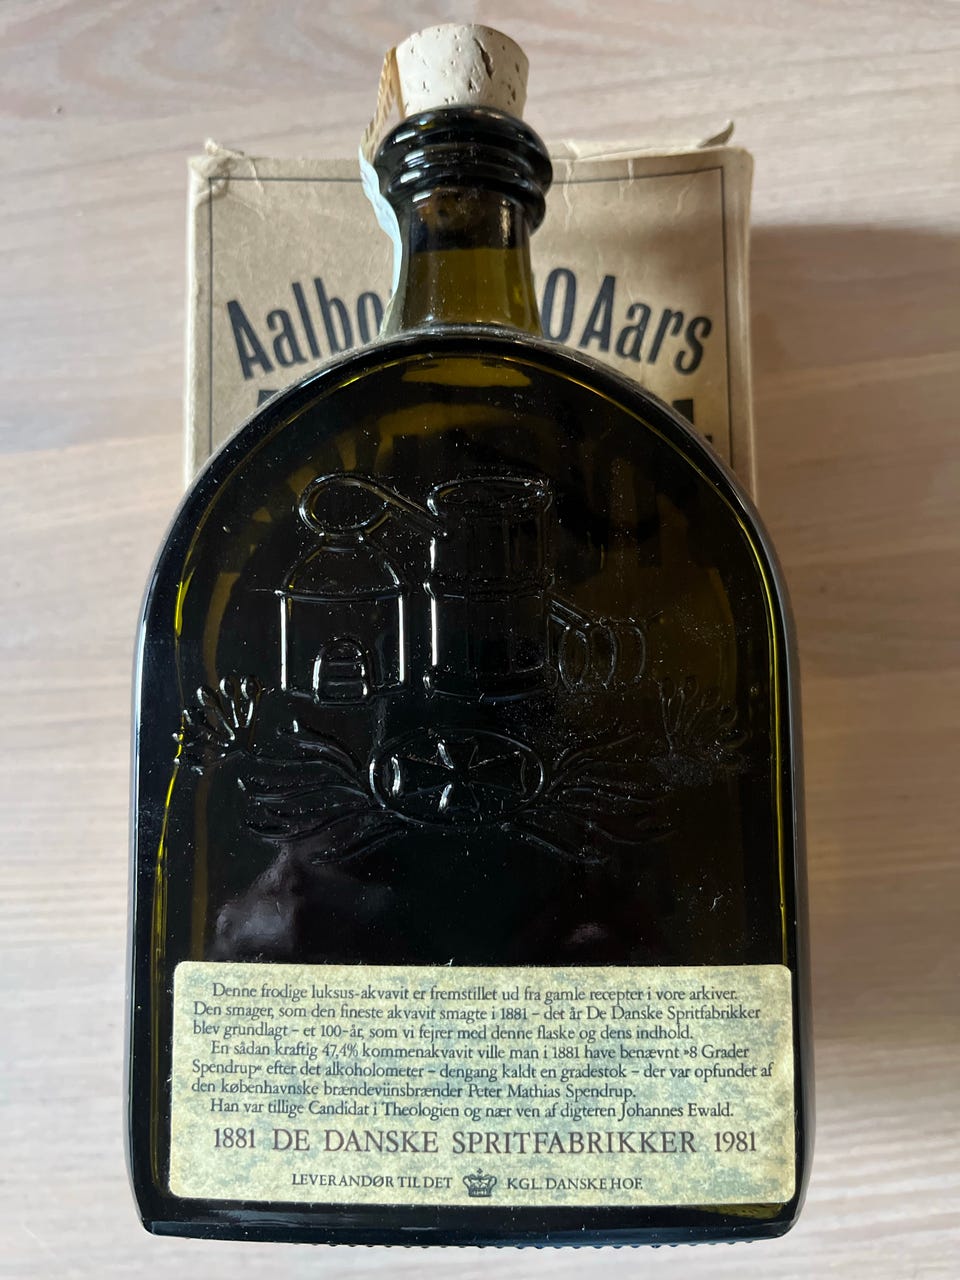 Aalbo 0 Aars
Denne frodige luksus-akvavit er fremstillet ud fra gamle recepter i vore arkiver.
Den smager, som den fineste akvavit smagte i 1881 – det år De Danske Spritfabrikker
blev grundlagt – et 100-år, som vi fejrer med denne flaske og dens indhold.
En sådan kraftig 47,4% kommenakvavit ville man i 1881 have benævnt »8 Grader
Spendrup« efter det alkoholometer – dengang kaldt en gradestok – der var opfundet af
den københavnske brændeviinsbrænder Peter Mathias Spendrup.
Han var tillige Candidat i Theologien og nær ven af digteren Johannes Ewald.
1881 DE DANSKE SPRITFABRIKKER 1981
LEVERANDØR TIL DET KGL. DANSKE HOF.